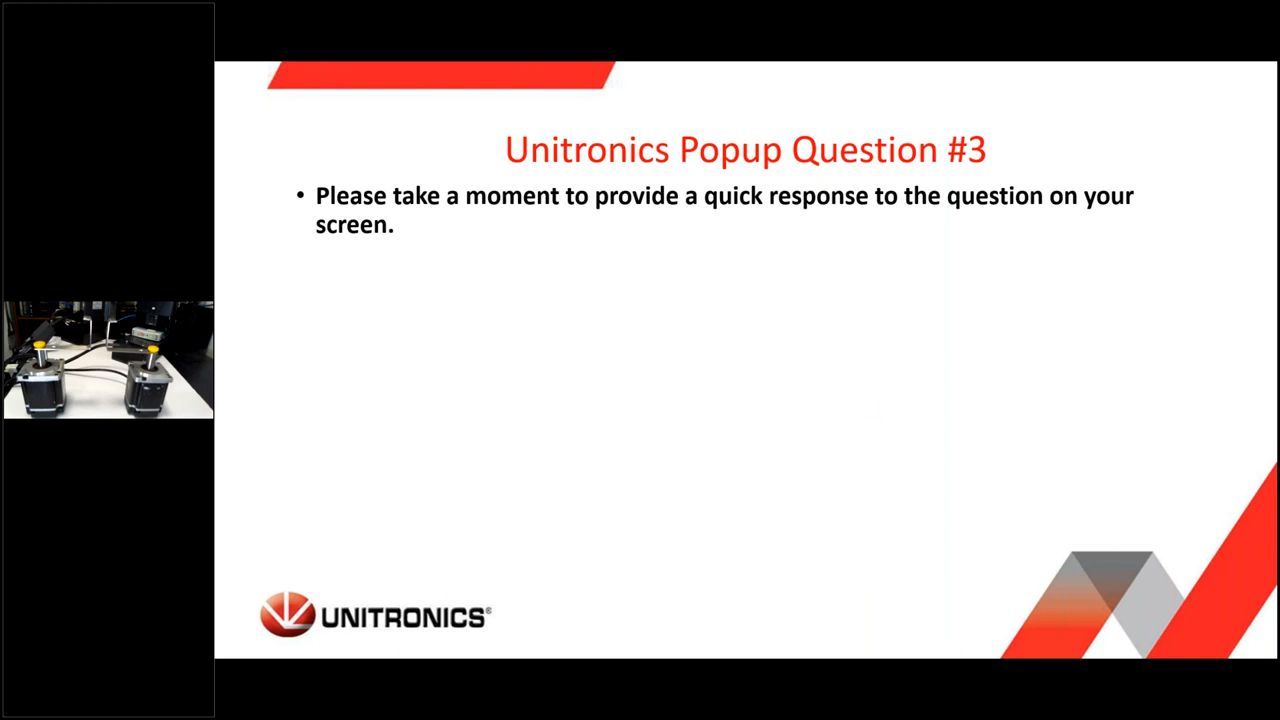 Unitronics Popup Question #3
• Please take a moment to provide a quick response to the question on your
screen.
UNITRONICS®